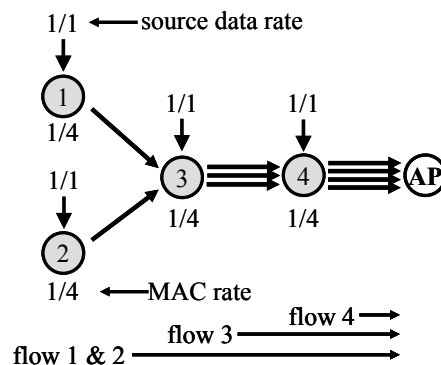 1/1 source data rate
1
1/4 1/1 1/1
1/1 3 4 AP
1/4 1/4
2
1/4 MAC rate
flow 4
flow 3
flow 1 & 2